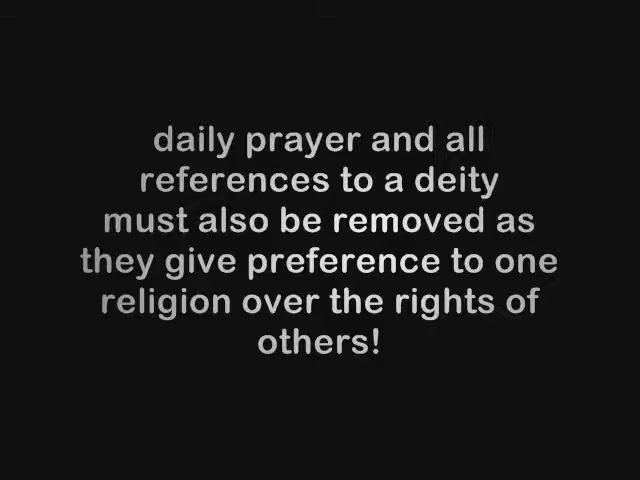 daily prayer and all
references to a deity
must also be removed as
they give preference to one
religion over the rights of
others!